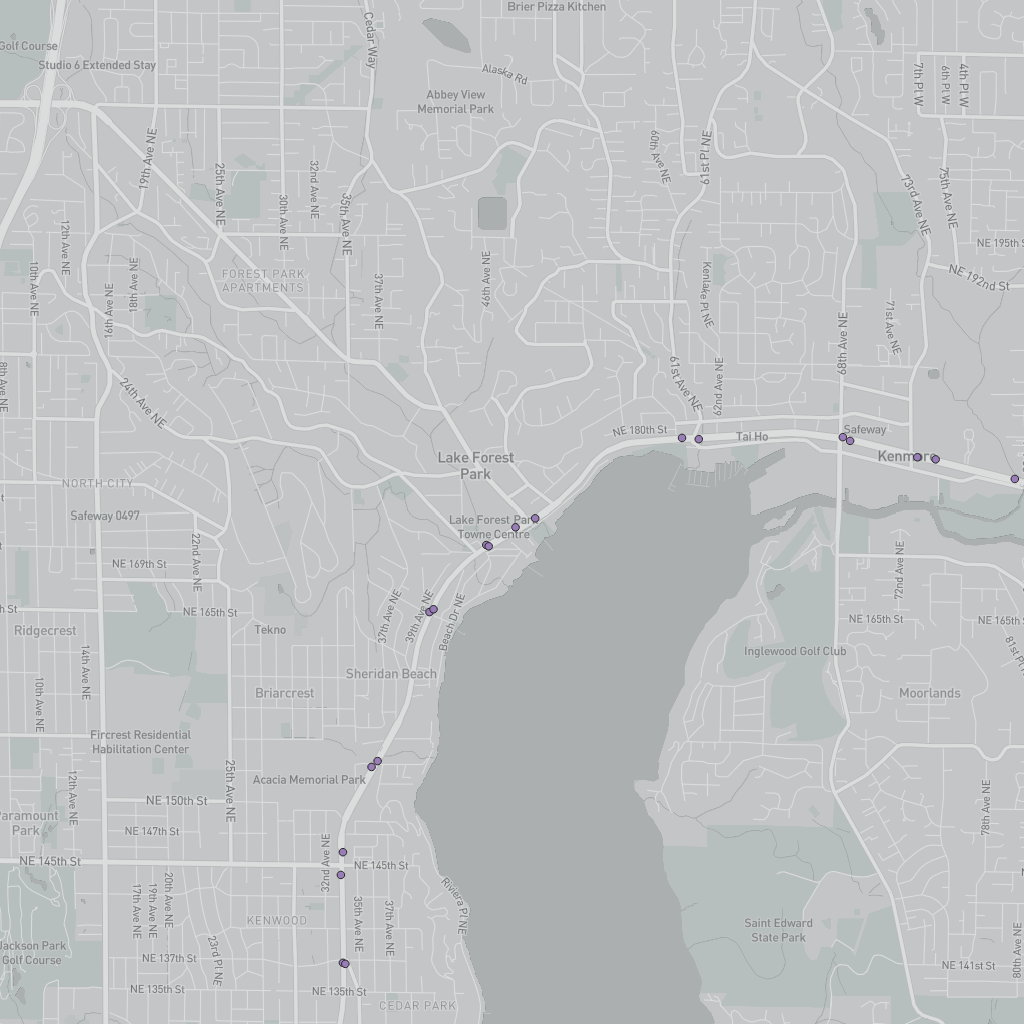 Brier Pizza Kitchen
Golf Course
Cedar Way
Studio 6 Extended Stay
Alaska Rd
7th Pl W
6th Pl W
4th Pl W
Abbey View
Memorial Park
19th Ave NE
60th Ave NE
61st Pl NE
25th Ave NE
32nd Ave NE
35th Ave NE
30th Ave NE
73rd Ave NE
75th Ave NE
12th Ave NE
10th Ave NE
18th Ave NE
16th Ave NE
NE 195th St
FOREST PARK
APARTMENTS
37th Ave NE
46th Ave NE
Kenlake Pl NE
NE 192nd St
71st Ave NE
68th Ave NE
8th Ave NE
24th Ave NE
61st Ave NE
62nd Ave NE
NE 180th St
Tai Ho
Safeway
Kenmore
Lake Forest
Park
NORTH CITY
Safeway 0497
Lake Forest Park
Towne Centre
22nd Ave NE
NE 169th St
72nd Ave NE
37th Ave NE
39th Ave NE
Beach Dr NE
NE 165th St
NE 165th St
NE 165th
h St
Ridgecrest
Tekno
81st Pl
Inglewood Golf Club
14th Ave NE
10th Ave NE
Sheridan Beach
Briarcrest
Moorlands
Fircrest Residential
Habilitation Center
12th Ave NE
25th Ave NE
Acacia Memorial Park
NE 150th St
78th Ave NE
Paramount
Park
NE 147th St
32nd Ave NE
NE 145th St
NE 145th St
17th Ave NE
19th Ave NE
20th Ave NE
KENWOOD
35th Ave NE
37th Ave NE
Riviera Pl NE
Saint Edward
State Park
80th Ave NE
Jackson Park
Golf Course
NE 137th St
23rd Pl NE
NE 141st St
NE 135th St
NE 135th St
CEDAR PARK